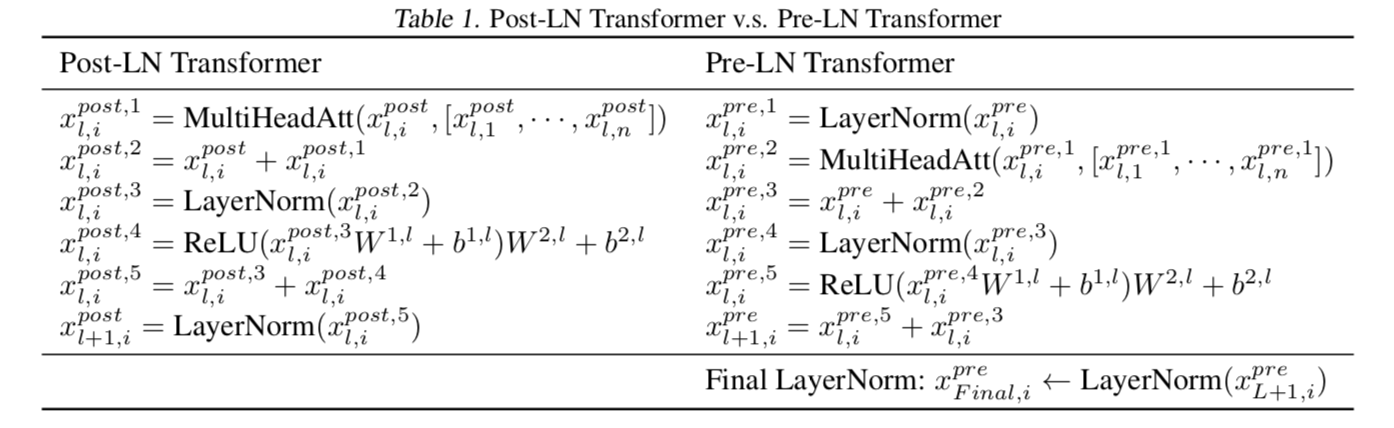 Table 1. Post-LN Transformer v.s. Pre-LN Transformer
Post-LN Transformer
Pre-LN Transformer
$x_{l,i}^{post,1} = \text{MultiHeadAtt}(x_{l,i}^{post}, [x_{l,1}^{post}, \cdots, x_{l,n}^{post}])$
$x_{l,i}^{post,2} = x_{l,i}^{post} + x_{l,i}^{post,1}$
$x_{l,i}^{post,3} = \text{LayerNorm}(x_{l,i}^{post,2})$
$x_{l,i}^{post,4} = \text{ReLU}(x_{l,i}^{post,3}W^{1,l} + b^{1,l})W^{2,l} + b^{2,l}$
$x_{l,i}^{post,5} = x_{l,i}^{post,3} + x_{l,i}^{post,4}$
$x_{l+1,i}^{post} = \text{LayerNorm}(x_{l,i}^{post,5})$
$x_{l,i}^{pre,1} = \text{LayerNorm}(x_{l,i}^{pre})$
$x_{l,i}^{pre,2} = \text{MultiHeadAtt}(x_{l,i}^{pre,1}, [x_{l,1}^{pre,1}, \cdots, x_{l,n}^{pre,1}])$
$x_{l,i}^{pre,3} = x_{l,i}^{pre} + x_{l,i}^{pre,2}$
$x_{l,i}^{pre,4} = \text{LayerNorm}(x_{l,i}^{pre,3})$
$x_{l,i}^{pre,5} = \text{ReLU}(x_{l,i}^{pre,4}W^{1,l} + b^{1,l})W^{2,l} + b^{2,l}$
$x_{l+1,i}^{pre} = x_{l,i}^{pre,5} + x_{l,i}^{pre,3}$
Final LayerNorm: $x_{Final,i}^{pre} \leftarrow \text{LayerNorm}(x_{L+1,i}^{pre})$